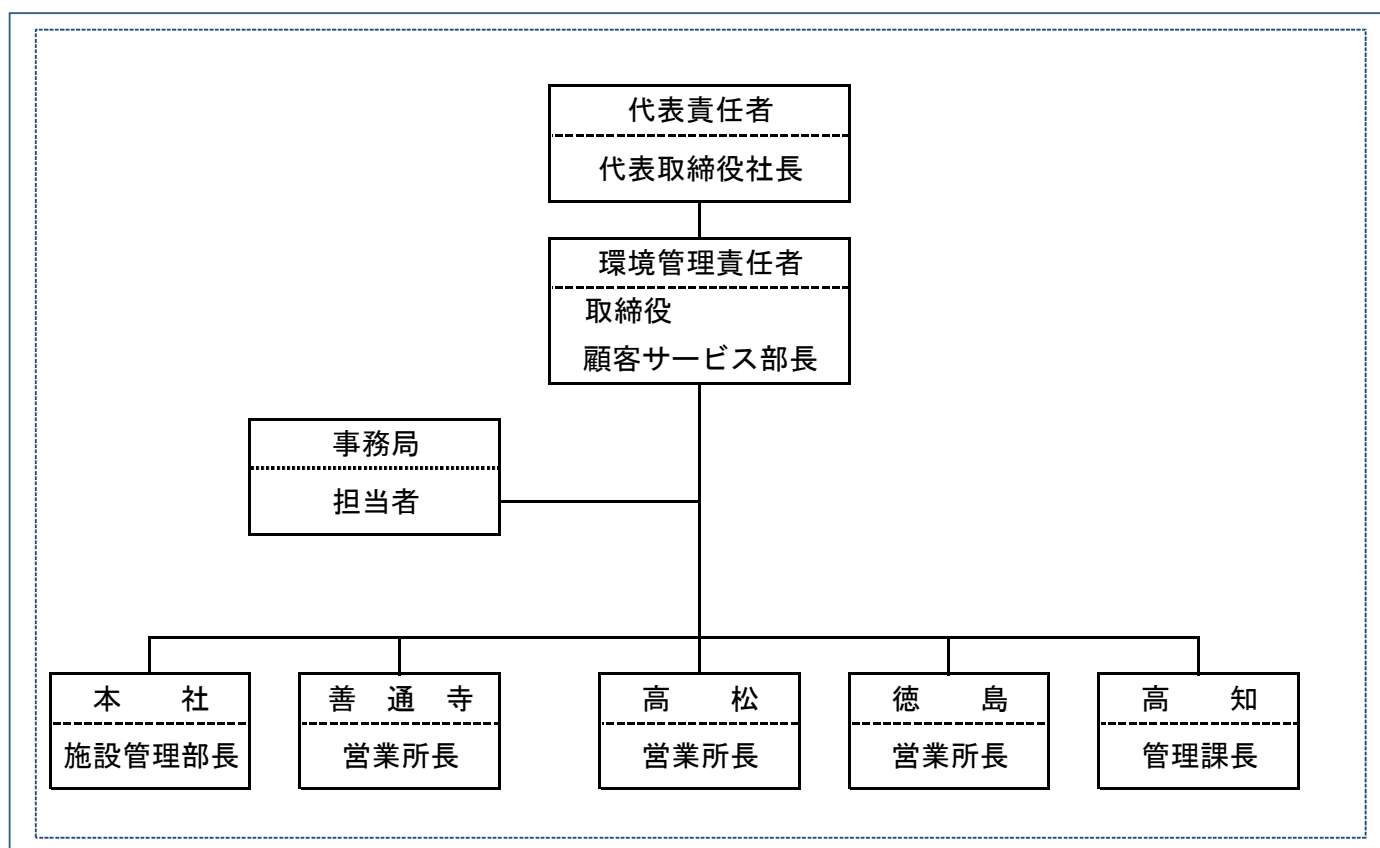 代表責任者
代表取締役社長
環境管理責任者
取締役
顧客サービス部長
事務局
担当者
本　　社
施設管理部長
善　通　寺
営業所長
高　　松
営業所長
徳　　島
営業所長
高　　知
管理課長